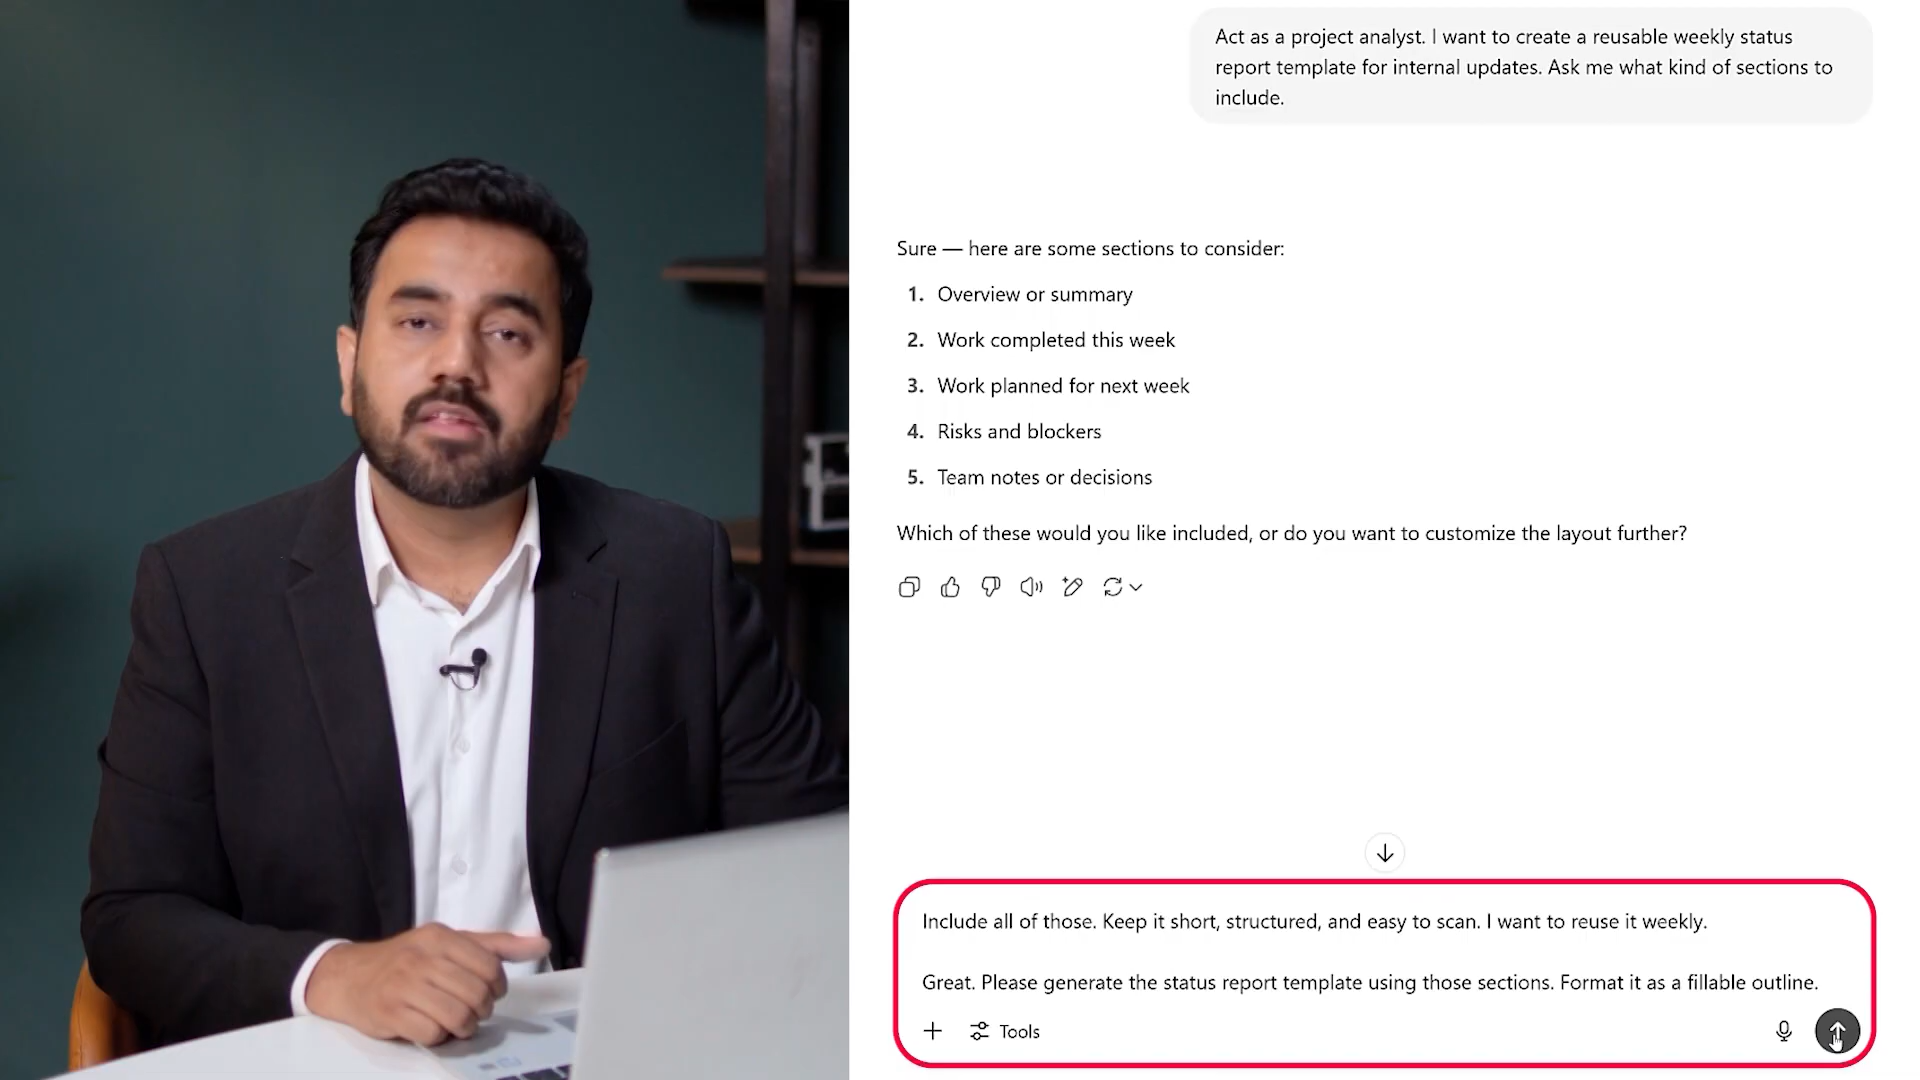 Act as a project analyst. I want to create a reusable weekly status
report template for internal updates. Ask me what kind of sections to
include.
Sure — here are some sections to consider:
1. Overview or summary
2. Work completed this week
3. Work planned for next week
4. Risks and blockers
5. Team notes or decisions
Which of these would you like included, or do you want to customize the layout further?
Include all of those. Keep it short, structured, and easy to scan. I want to reuse it weekly.
Great. Please generate the status report template using those sections. Format it as a fillable outline.
Tools